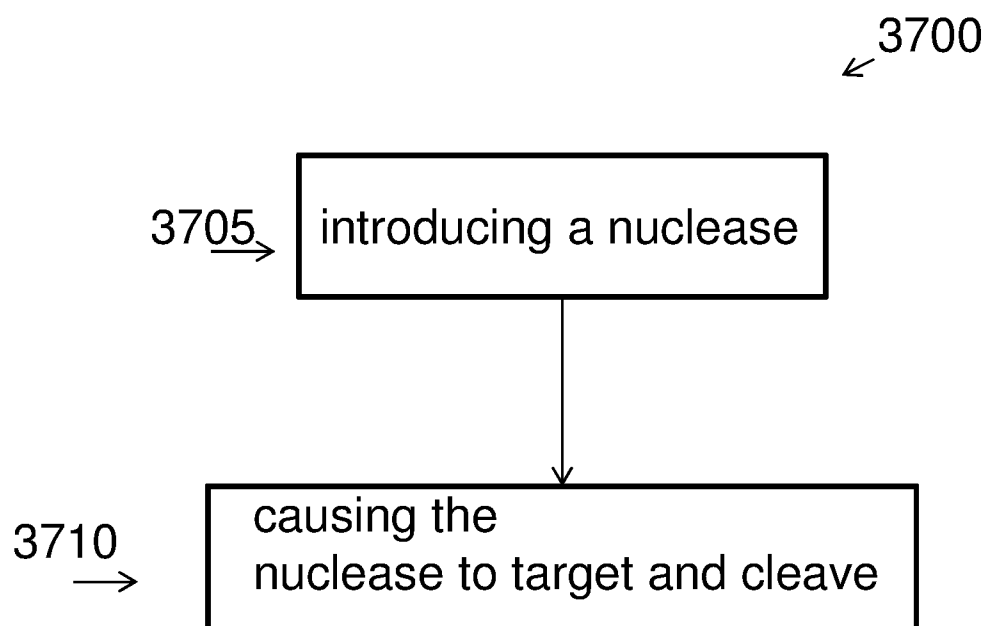 3700
3705
introducing a nuclease
causing the
3710
nuclease to target and cleave